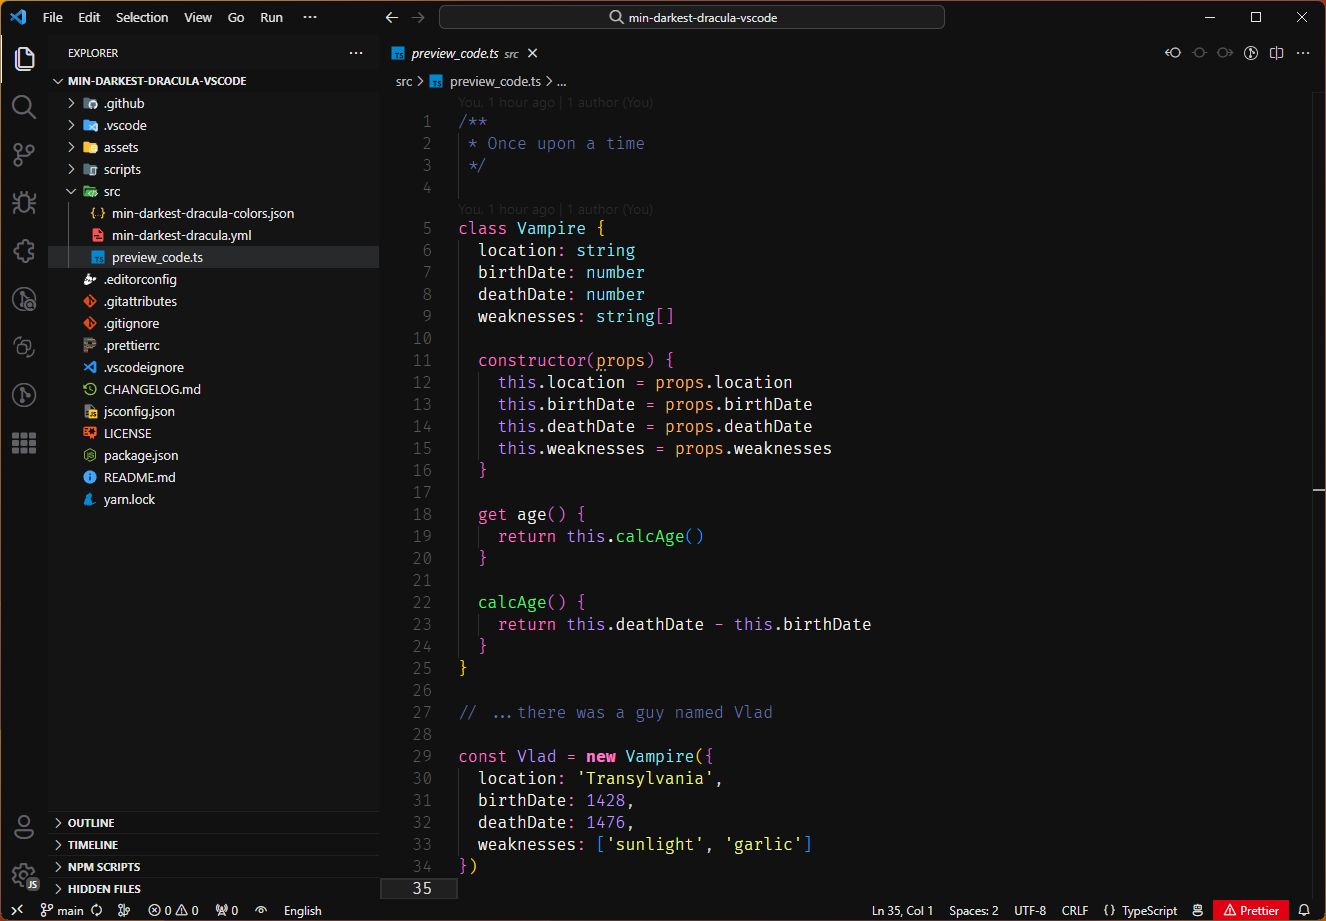 File Edit Selection View Go Run ...
min-darkest-dracula-vscode
EXPLORER
MIN-DARKEST-DRACULA-VSCODE
.github
.vscode
assets
scripts
src
min-darkest-dracula-colors.json
min-darkest-dracula.yml
preview_code.ts
.editorconfig
.gitattributes
.gitignore
.prettierrc
.vscodeignore
CHANGELOG.md
jsconfig.json
LICENSE
package.json
README.md
yarn.lock
OUTLINE
TIMELINE
NPM SCRIPTS
HIDDEN FILES
JS
TS preview_code.ts src
src > TS preview_code.ts > ...
You, 1 hour ago | 1 author (You)
1 /**
2  * Once upon a time
3  */
4
You, 1 hour ago | 1 author (You)
5 class Vampire {
6   location: string
7   birthDate: number
8   deathDate: number
9   weaknesses: string[]
10
11   constructor(props) {
12     this.location = props.location
13     this.birthDate = props.birthDate
14     this.deathDate = props.deathDate
15     this.weaknesses = props.weaknesses
16   }
17
18   get age() {
19     return this.calcAge()
20   }
21
22   calcAge() {
23     return this.deathDate - this.birthDate
24   }
25 }
26
27 // ...there was a guy named Vlad
28
29 const Vlad = new Vampire({
30   location: 'Transylvania',
31   birthDate: 1428,
32   deathDate: 1476,
33   weaknesses: ['sunlight', 'garlic']
34 })
35
main 0 0 0 English Ln 35, Col 1 Spaces: 2 UTF-8 CRLF {} TypeScript Prettier